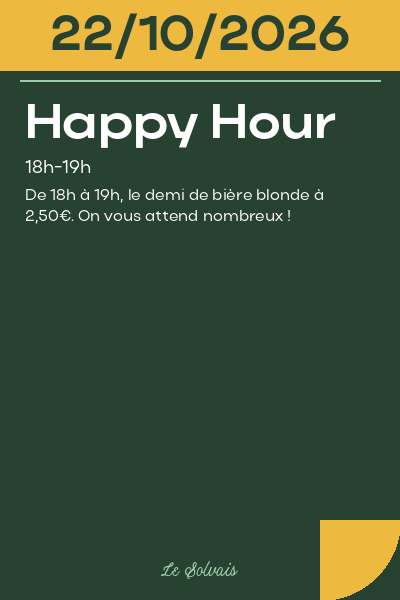 22/10/2026
Happy Hour
18h-19h
De 18h à 19h, le demi de bière blonde à
2,50€. On vous attend nombreux !
Le Solvais